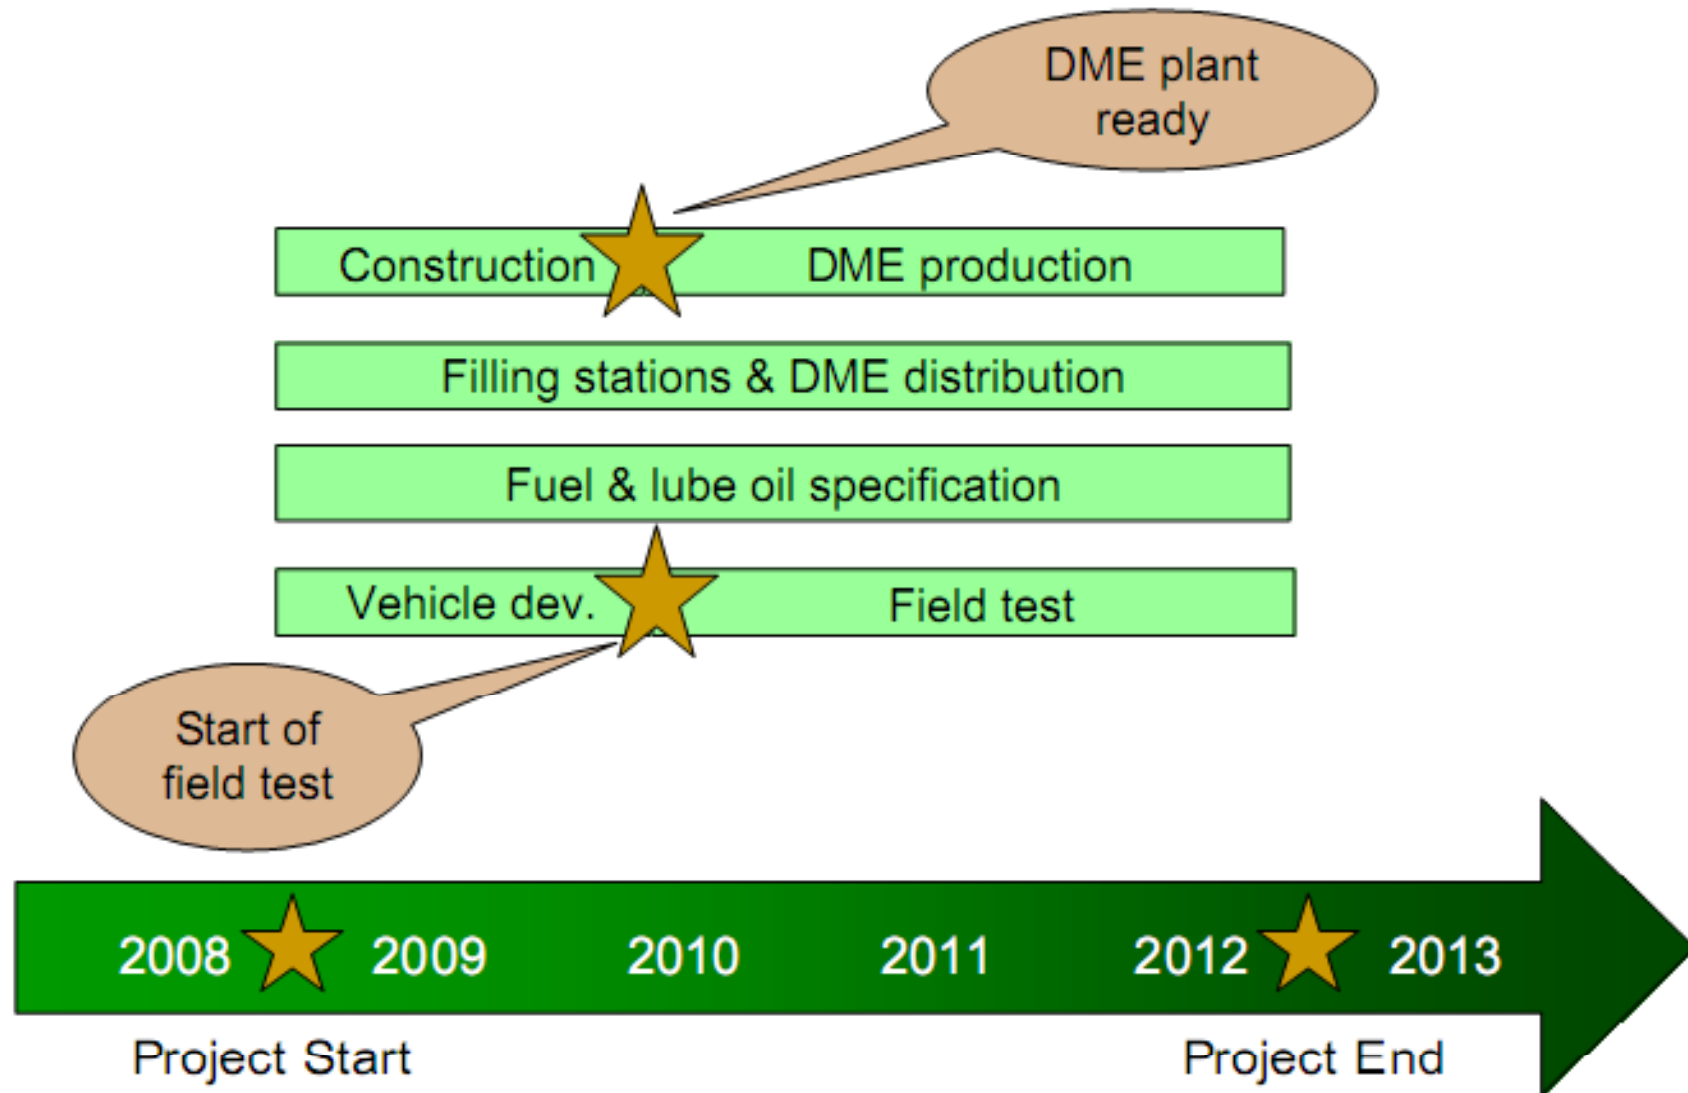 DME plant
ready
Construction DME production
Filling stations & DME distribution
Fuel & lube oil specification
Vehicle dev. Field test
Start of
field test
2008 2009 2010 2011 2012 2013
Project Start Project End